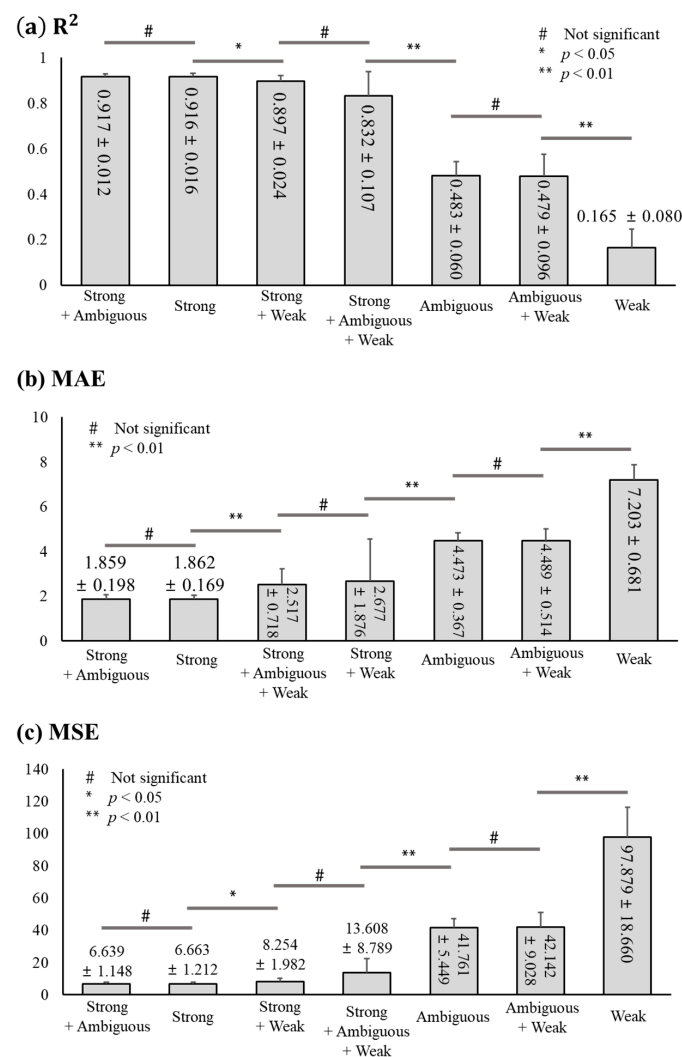 (a) R²
# Not significant
* p < 0.05
** p < 0.01
#
*
#
**
#
**
1
0.8
0.6
0.4
0.2
0
0.917 ± 0.012
0.916 ± 0.016
0.897 ± 0.024
0.832 ± 0.107
0.483 ± 0.060
0.479 ± 0.096
0.165 ± 0.080
Strong
+ Ambiguous
Strong
Strong
+ Weak
Strong
+ Ambiguous
+ Weak
Ambiguous
Ambiguous
+ Weak
Weak
(b) MAE
# Not significant
** p < 0.01
#
**
#
**
#
**
10
8
6
4
2
0
1.859
± 0.198
1.862
± 0.169
2.517
± 0.718
2.677
± 1.876
4.473 ± 0.367
4.489 ± 0.514
7.203 ± 0.681
Strong
+ Ambiguous
Strong
Strong
+ Ambiguous
+ Weak
Strong
+ Weak
Ambiguous
Ambiguous
+ Weak
Weak
(c) MSE
# Not significant
* p < 0.05
** p < 0.01
#
*
#
**
#
**
140
120
100
80
60
40
20
0
6.639
± 1.148
6.663
± 1.212
8.254
± 1.982
13.608
± 8.789
41.761
± 5.449
42.142
± 9.028
97.879 ± 18.660
Strong
+ Ambiguous
Strong
Strong
+ Weak
Strong
+ Ambiguous
+ Weak
Ambiguous
Ambiguous
+ Weak
Weak